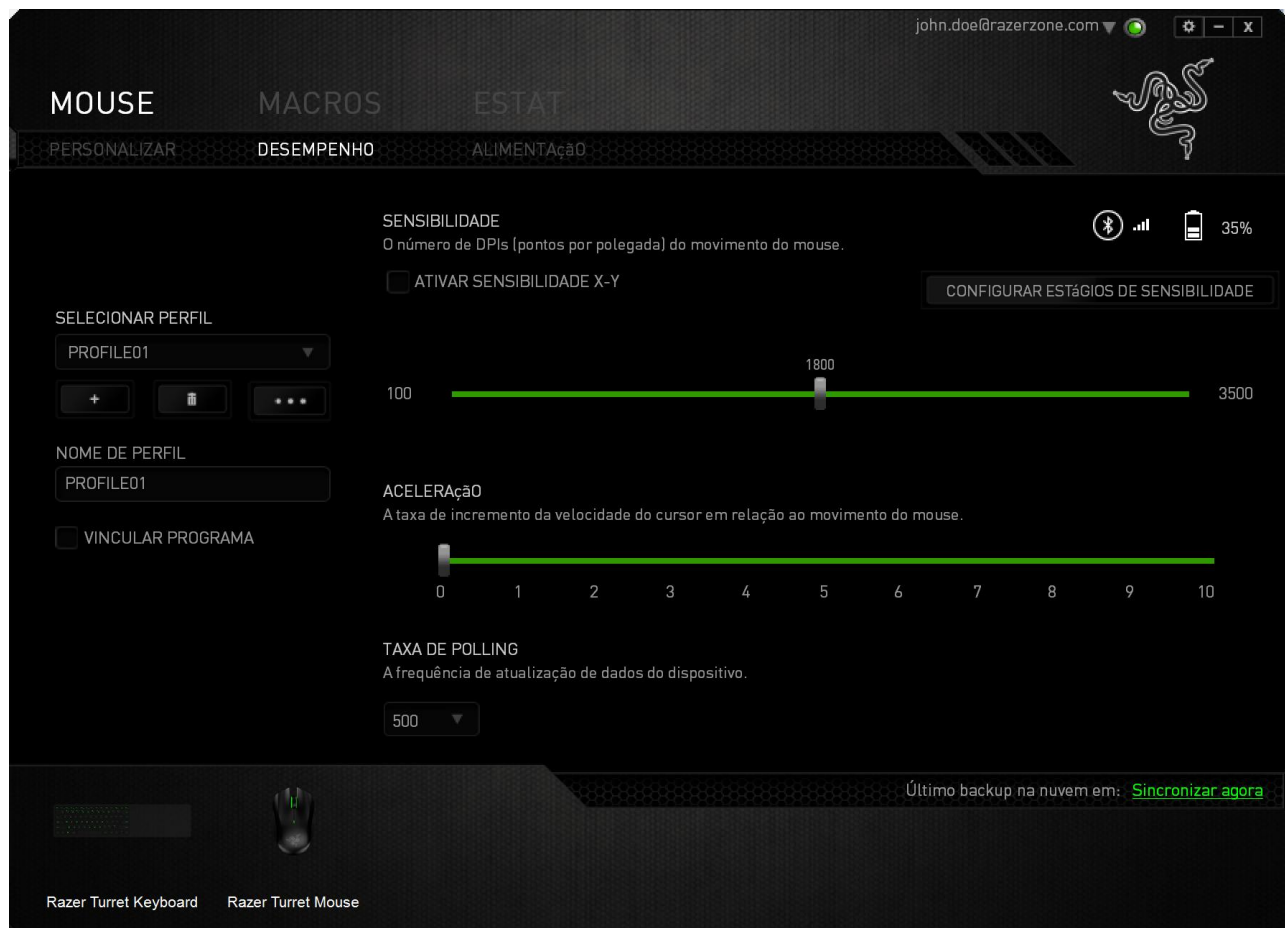 john.doe@razerzone.com
MOUSE MACROS ESTAT
PERSONALIZAR DESEMPENHO ALIMENTAçãO
SENSIBILIDADE
O número de DPIs (pontos por polegada) do movimento do mouse.
35%
ATIVAR SENSIBILIDADE X-Y
CONFIGURAR ESTáGIOS DE SENSIBILIDADE
SELECIONAR PERFIL
PROFILE01
1800
100 3500
NOME DE PERFIL
PROFILE01
ACELERAçãO
A taxa de incremento da velocidade do cursor em relação ao movimento do mouse.
VINCULAR PROGRAMA
0 1 2 3 4 5 6 7 8 9 10
TAXA DE POLLING
A frequência de atualização de dados do dispositivo.
500
Último backup na nuvem em: Sincronizar agora
Razer Turret Keyboard Razer Turret Mouse